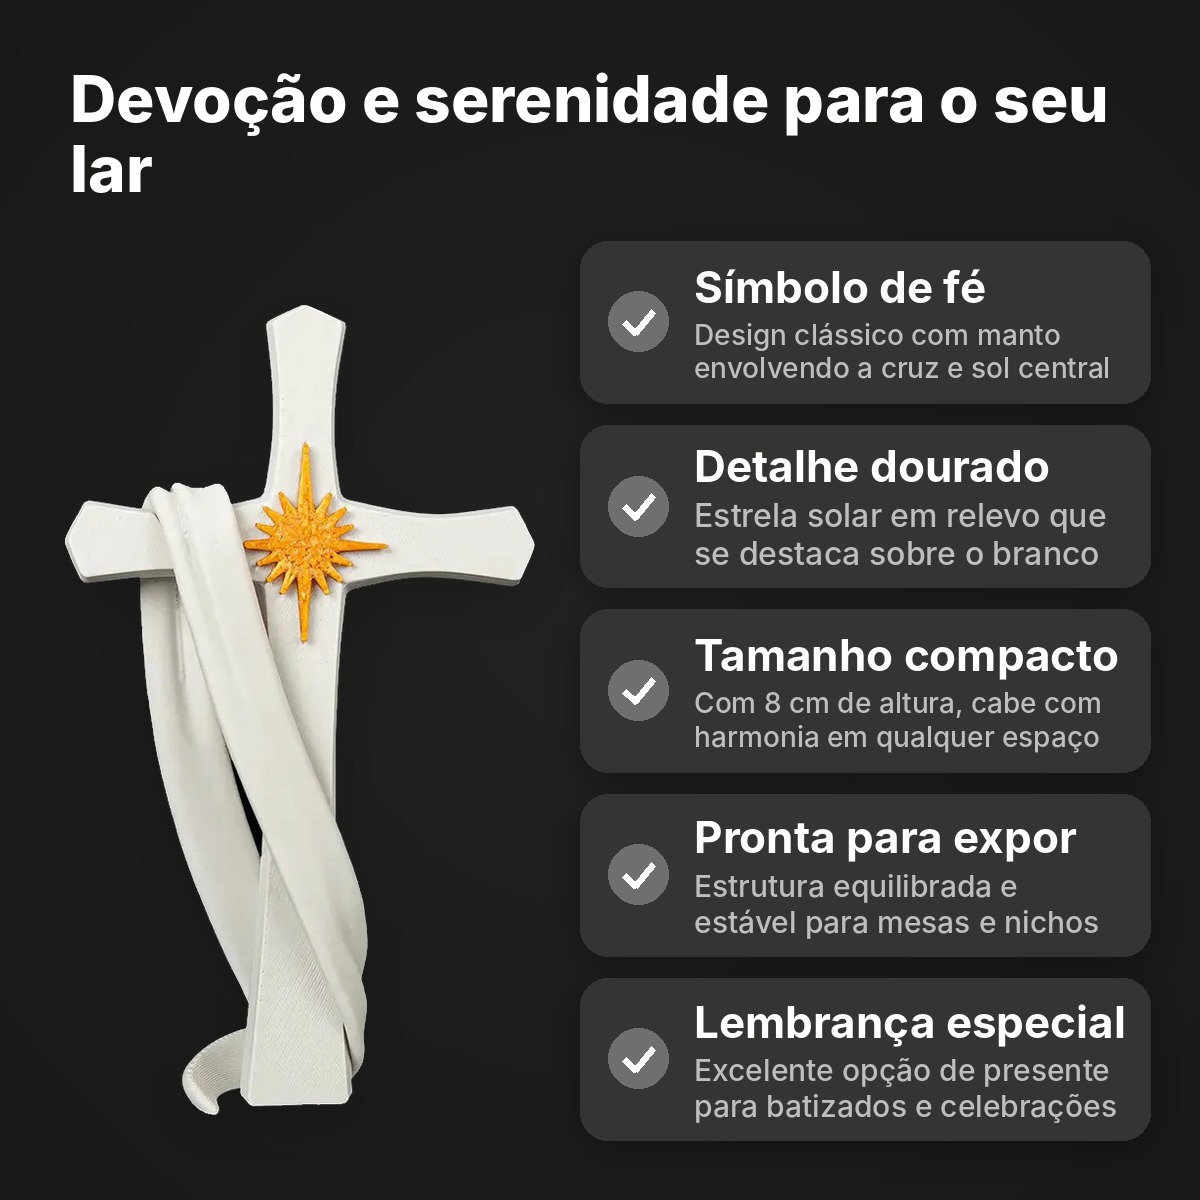 Devoção e serenidade para o seu
lar
Símbolo de fé
Design clássico com manto
envolvendo a cruz e sol central
Detalhe dourado
Estrela solar em relevo que
se destaca sobre o branco
Tamanho compacto
Com 8 cm de altura, cabe com
harmonia em qualquer espaço
Pronta para expor
Estrutura equilibrada e
estável para mesas e nichos
Lembrança especial
Excelente opção de presente
para batizados e celebrações